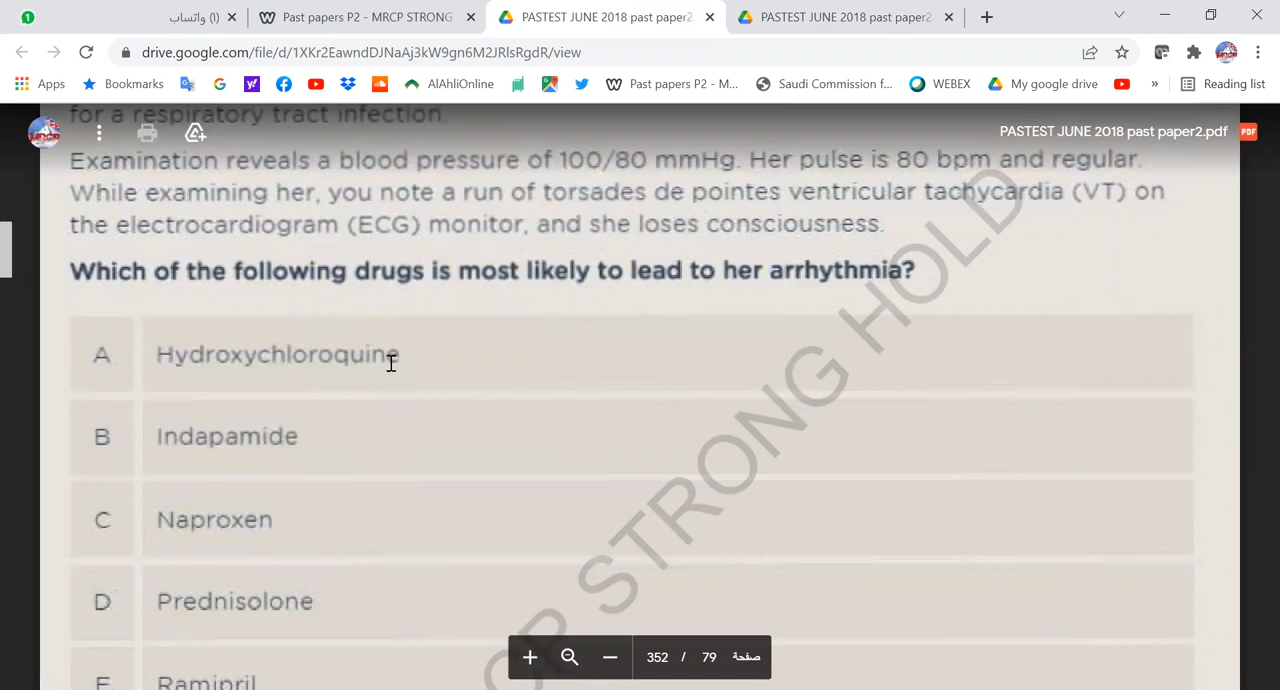 1
(1) واتساب
Past papers P2 - MRCP STRONG
PASTEST JUNE 2018 past paper2.
PASTEST JUNE 2018 past paper2.
drive.google.com/file/d/1XKr2EawndDJNaAj3kW9gn6M2JRIsRgdR/view
Apps
Bookmarks
AlAhliOnline
Past papers P2 - M...
Saudi Commission f...
WEBEX
My google drive
»
Reading list
for a respiratory tract infection.
PASTEST JUNE 2018 past paper2.pdf
PDF
Examination reveals a blood pressure of 100/80 mmHg. Her pulse is 80 bpm and regular.
While examining her, you note a run of torsades de pointes ventricular tachycardia (VT) on
the electrocardiogram (ECG) monitor, and she loses consciousness.
Which of the following drugs is most likely to lead to her arrhythmia?
A Hydroxychloroquine
B Indapamide
C Naproxen
D Prednisolone
E Ramipril
STRONG HOLD
352 / 79 صفحة